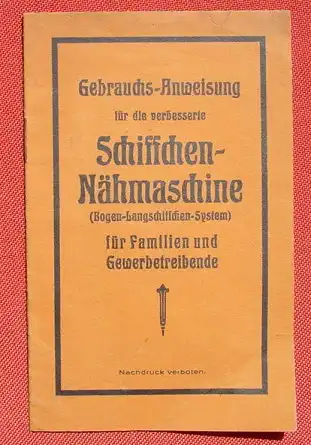 Gebrauchs-Anweisung
für die verbesserte
Schiffchen-
Nähmaschine
(Bogen-Langschiffchen-System)
für Familien und
Gewerbetreibende
Nachdruck verboten.